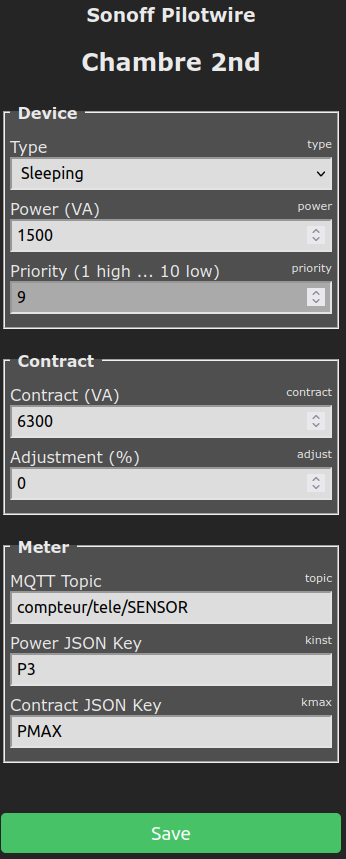 Sonoff Pilotwire
Chambre 2nd
Device
Type type
Sleeping
Power (VA) power
1500
Priority (1 high ... 10 low) priority
9
Contract
Contract (VA) contract
6300
Adjustment (%) adjust
0
Meter
MQTT Topic topic
compteur/tele/SENSOR
Power JSON Key kinst
P3
Contract JSON Key kmax
PMAX
Save